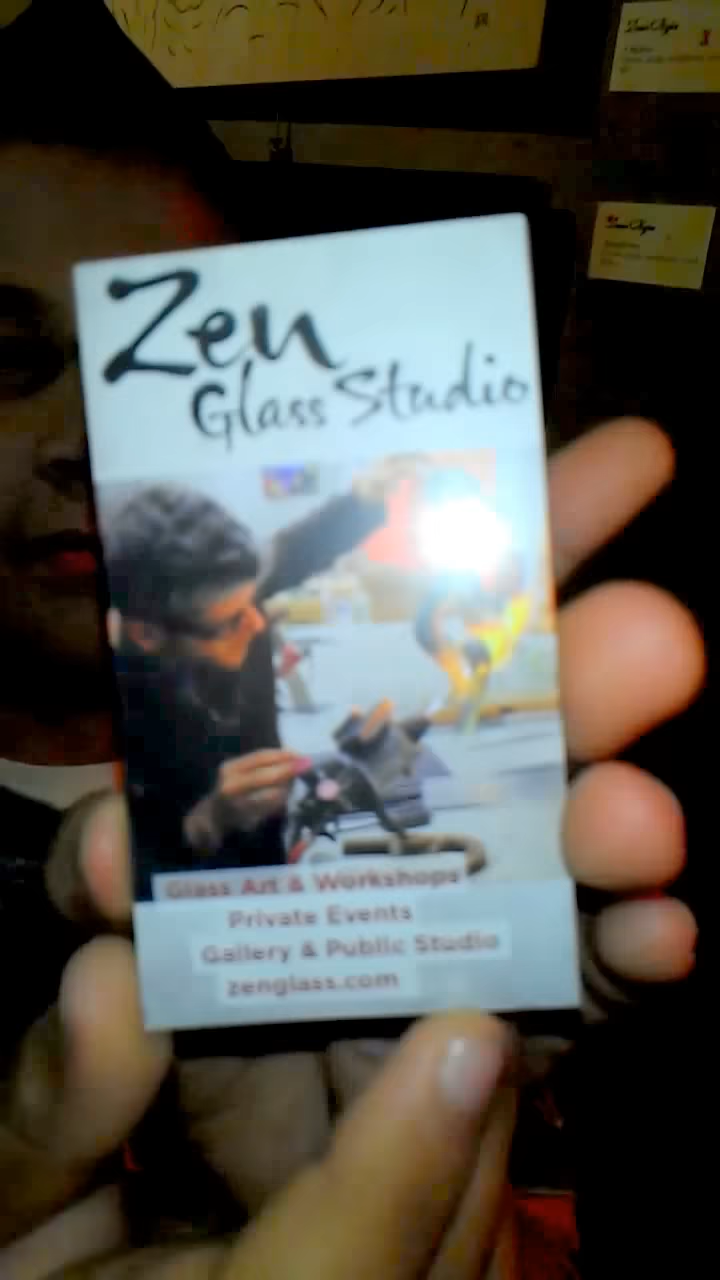 Zen
Glass Studio
Glass Art & Workshops
Private Events
Gallery & Public Studio
zenglass.com